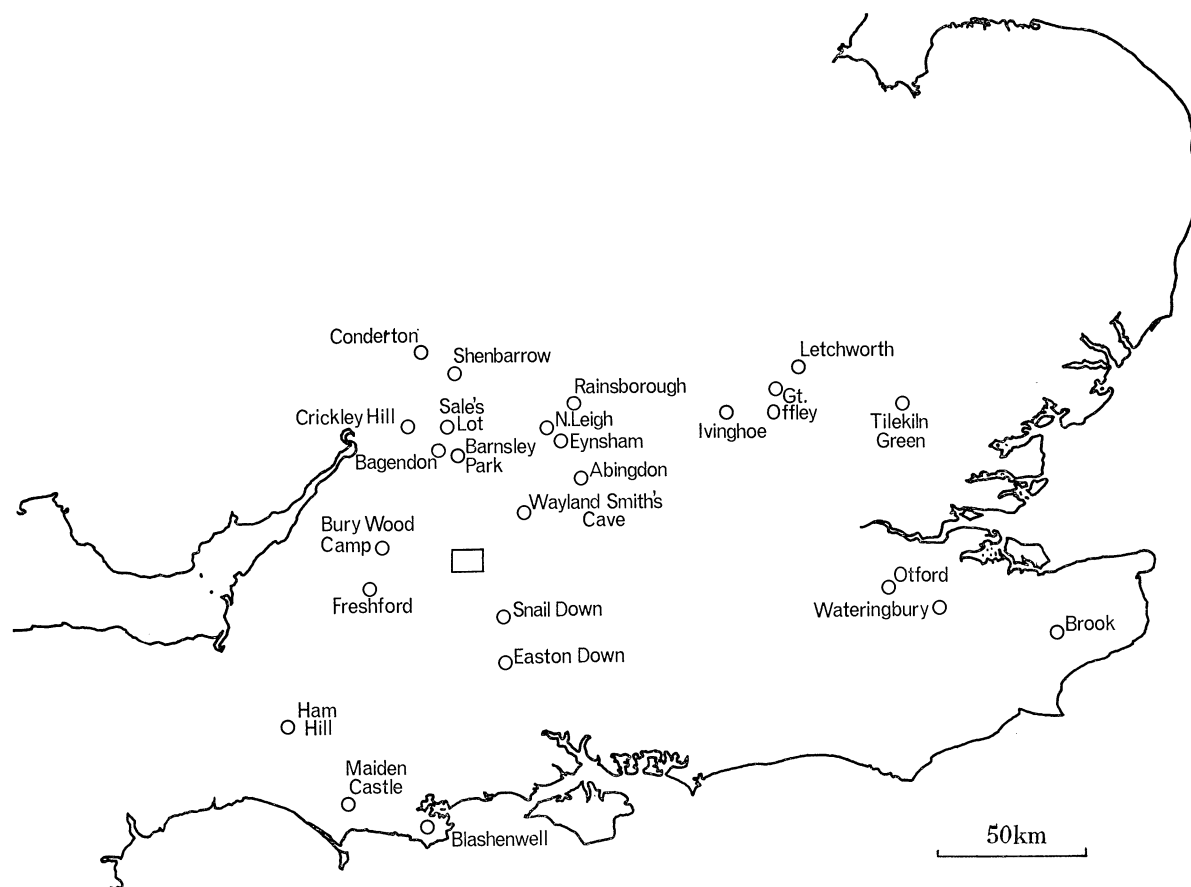 Conderton
Shenbarrow
Letchworth
Rainsborough
Gt.
Offley
Sale's
Lot
Crickley Hill
N.Leigh
Tilekiln
Green
Ivinghoe
Eynsham
Barnsley
Park
Bagendon
Abingdon
Wayland Smith's
Cave
Bury Wood
Camp
Otford
Freshford
Wateringbury
Snail Down
Brook
Easton Down
Ham
Hill
Maiden
Castle
Blashenwell
50km